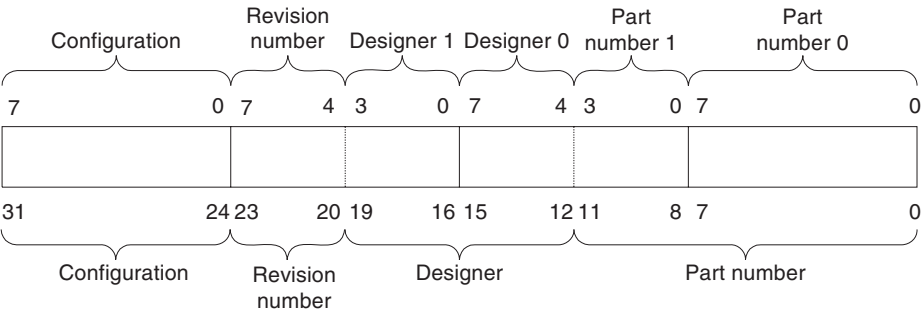 Configuration
Revision
number
Designer 1
Designer 0
Part
number 1
Part
number 0
7 0 7 4 3 0 7 4 3 0 7 0
31 24 23 20 19 16 15 12 11 8 7 0
Configuration
Revision
number
Designer
Part number